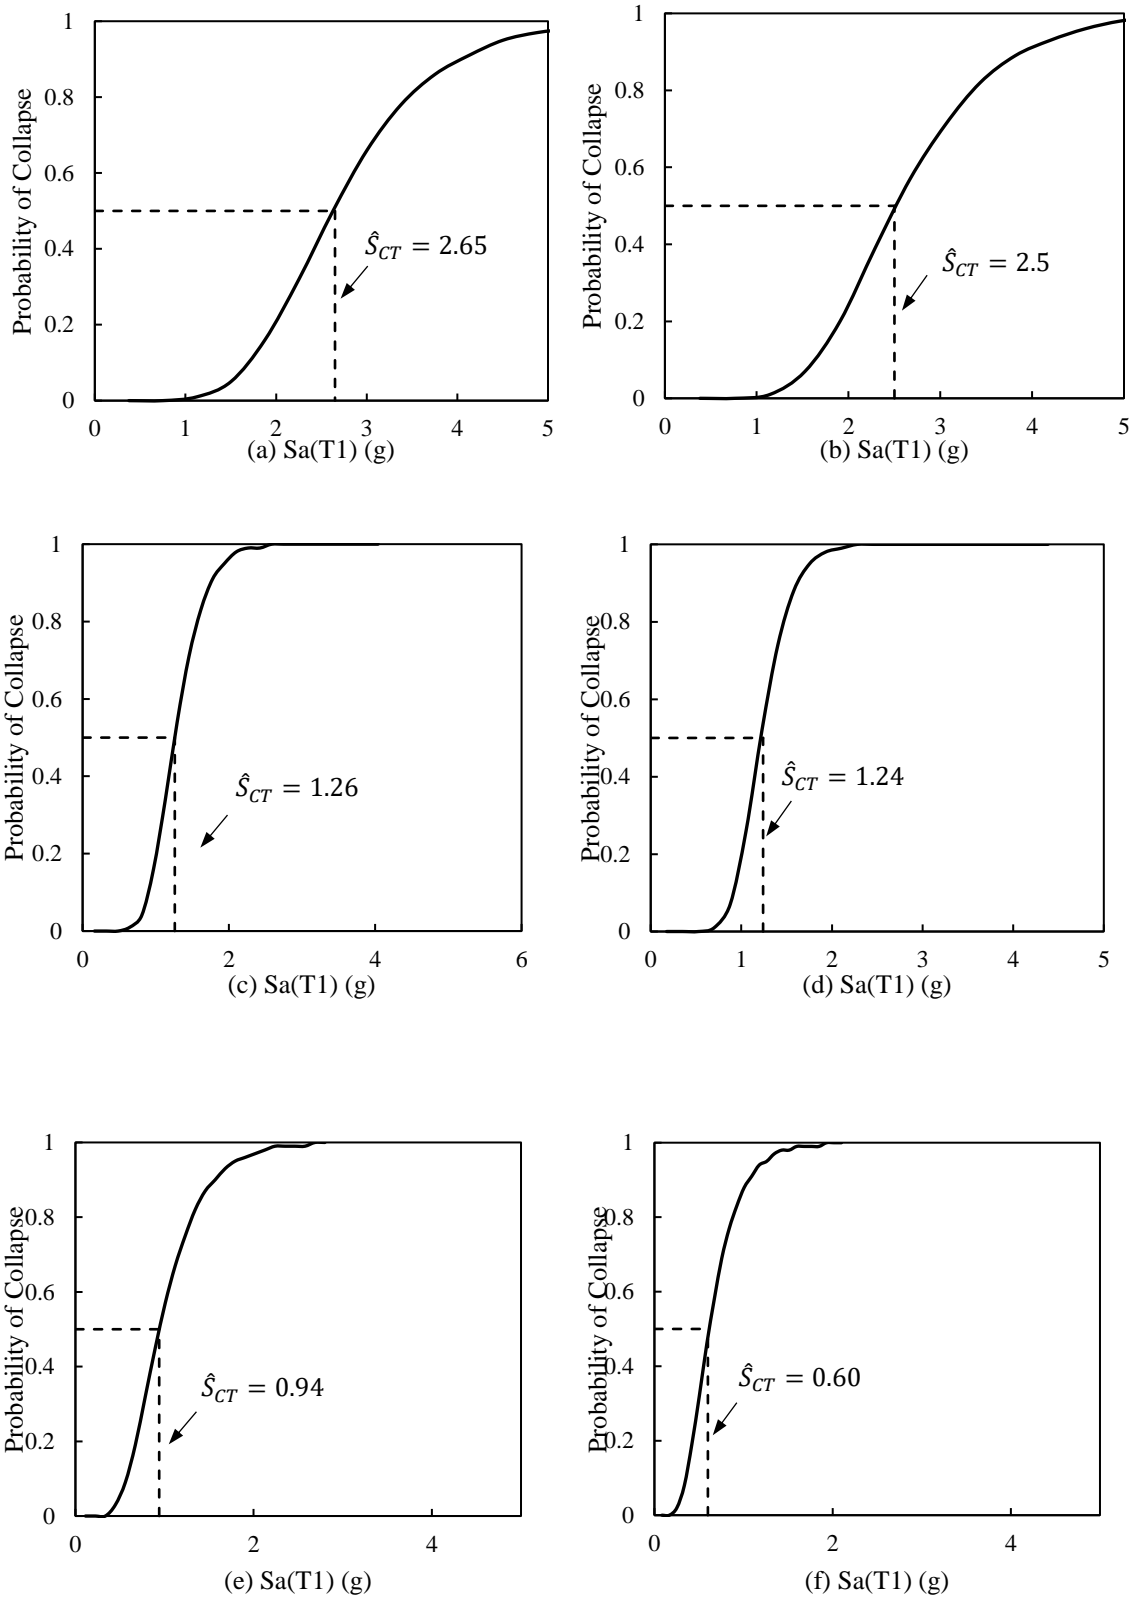 1
0.8
0.6
0.4
0.2
0
Probability of Collapse
Ŝ_CT = 2.65
0 1 2 3 4 5
(a) Sa(T1) (g)
1
0.8
0.6
0.4
0.2
0
Probability of Collapse
Ŝ_CT = 2.5
0 1 2 3 4 5
(b) Sa(T1) (g)
1
0.8
0.6
0.4
0.2
0
Probability of Collapse
Ŝ_CT = 1.26
0 2 4 6
(c) Sa(T1) (g)
1
0.8
0.6
0.4
0.2
0
Probability of Collapse
Ŝ_CT = 1.24
0 1 2 3 4 5
(d) Sa(T1) (g)
1
0.8
0.6
0.4
0.2
0
Probability of Collapse
Ŝ_CT = 0.94
0 2 4
(e) Sa(T1) (g)
1
0.8
0.6
0.4
0.2
0
Probability of Collapse
Ŝ_CT = 0.60
0 2 4
(f) Sa(T1) (g)